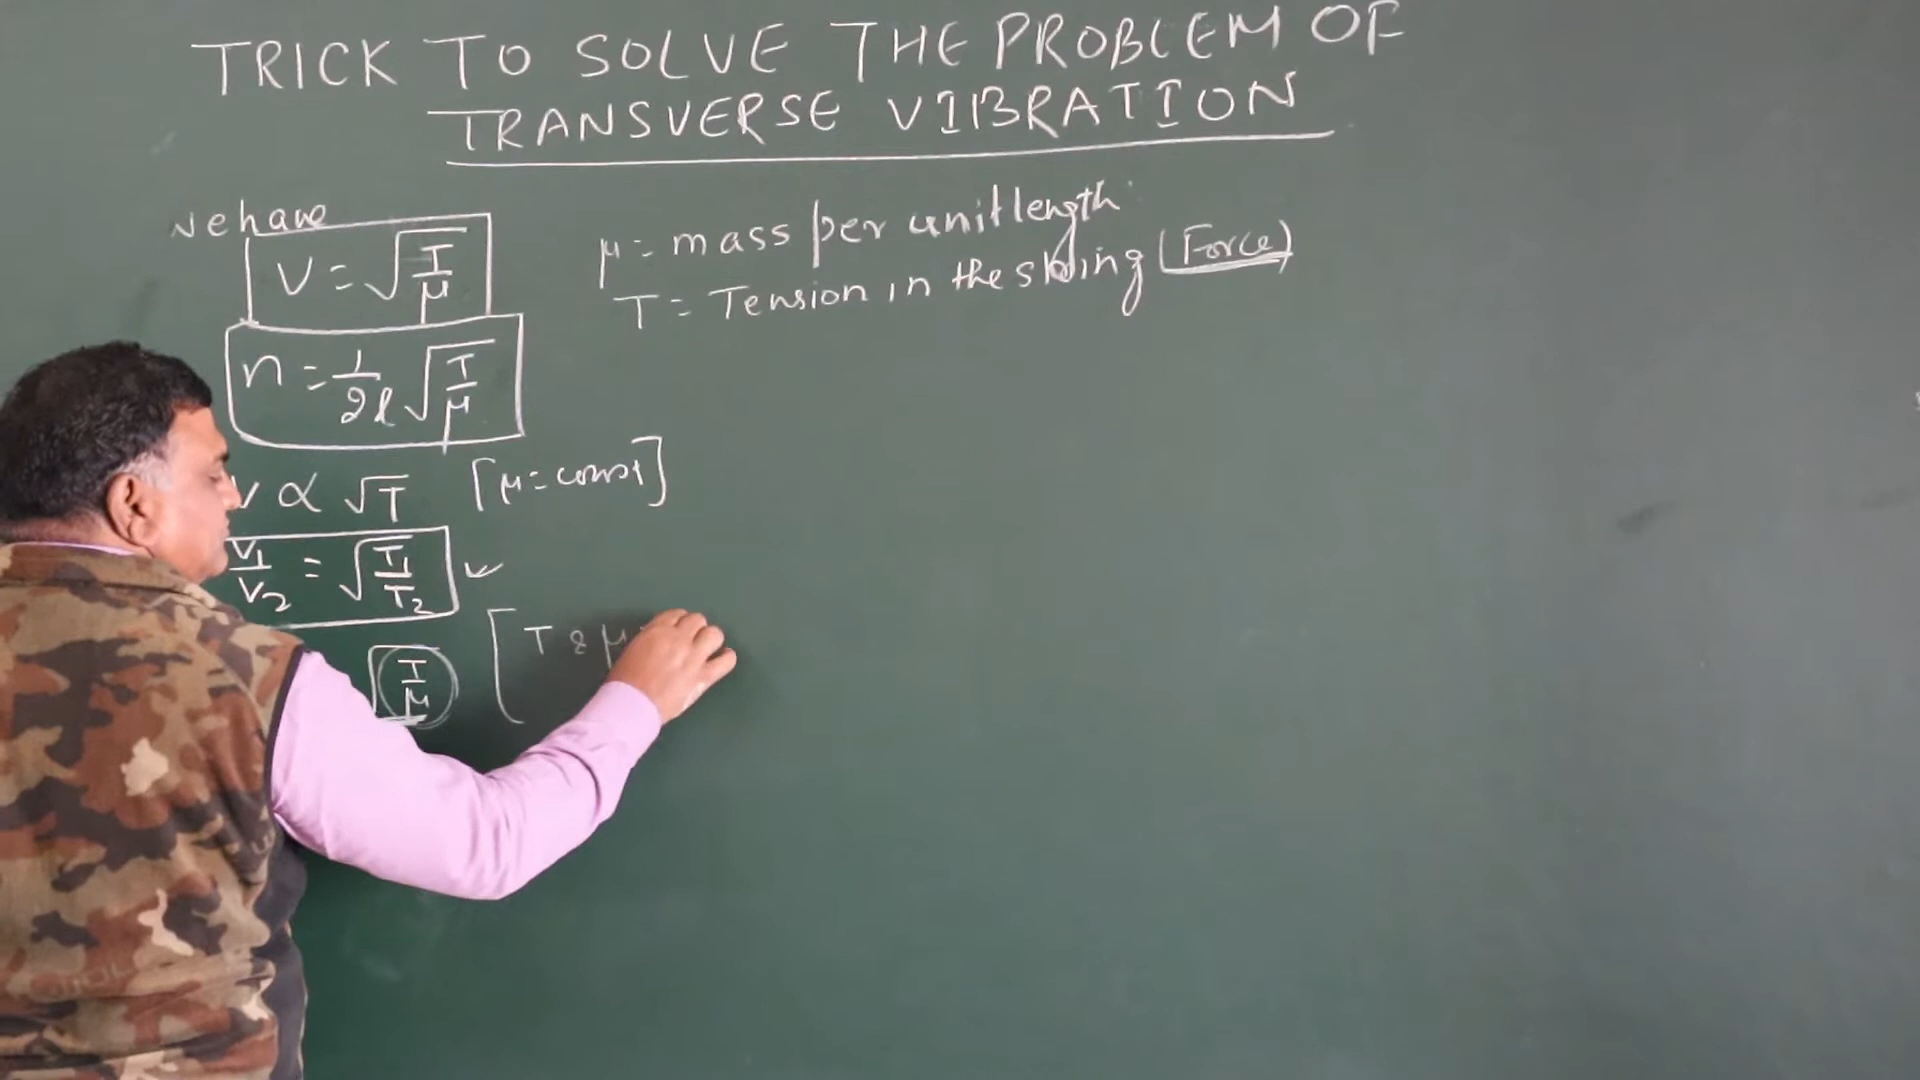 TRICK TO SOLVE THE PROBLEM OF
TRANSVERSE VIBRATION
We have
V = √(T/μ)
μ = mass per unit length
T = Tension in the string (Force)
n = 1/2l √(T/μ)
V ∝ √T [μ = const]
V₁/V₂ = √(T₁/T₂) ✓
√(T/μ) [T & μ